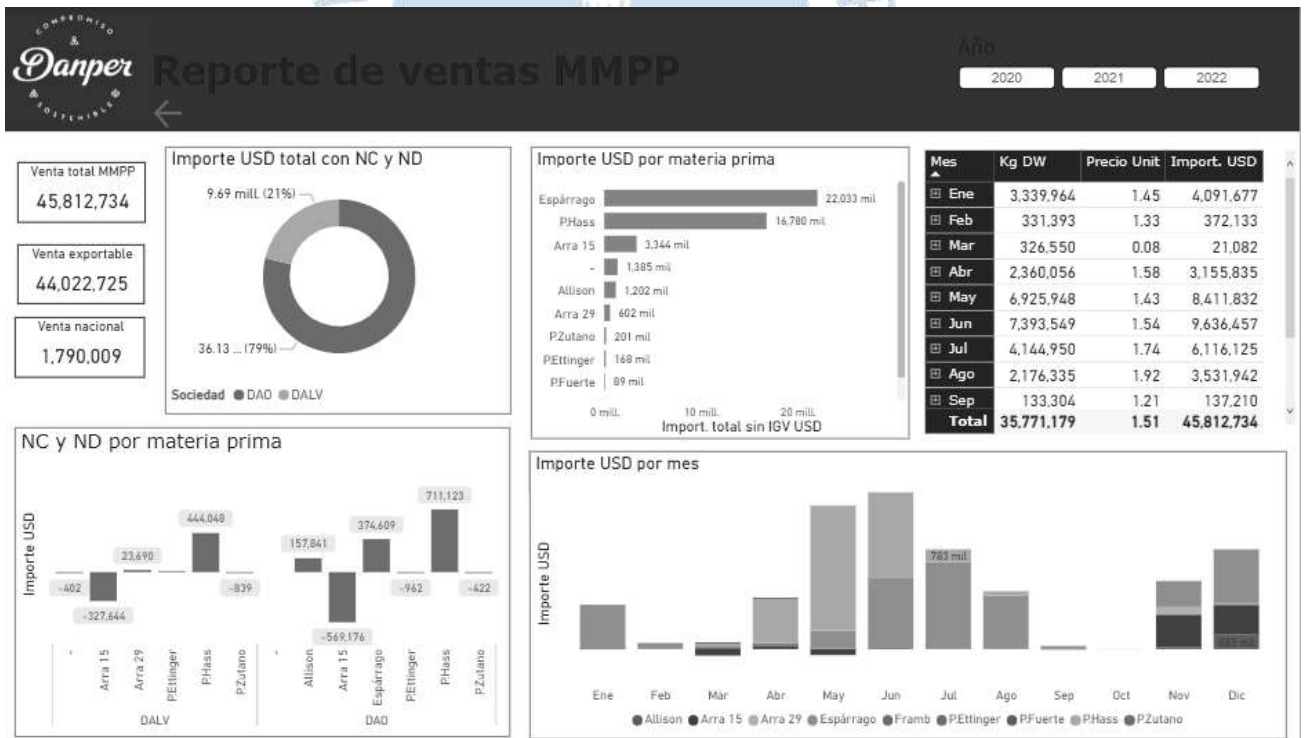 COMPROMISO
&
Danper
& SOSTENIBLE
Reporte de ventas MMPP
Año
2020 2021 2022
Venta total MMPP
45,812,734
Venta exportable
44,022,725
Venta nacional
1,790,009
Importe USD total con NC y ND
9.69 mill. (21%)
36.13 ... (79%)
Sociedad DAO DALV
Importe USD por materia prima
Espárrago 22,033 mil
P.Hass 16,780 mil
Arra 15 3,344 mil
- 1,385 mil
Allison 1,202 mil
Arra 29 602 mil
P.Zutano 201 mil
P.Ettinger 168 mil
P.Fuerte 89 mil
0 mill. 10 mill. 20 mill.
Import. total sin IGV USD
Mes Kg DW Precio Unit Import. USD
Ene 3,339,964 1.45 4,091,677
Feb 331,393 1.33 372,133
Mar 326,550 0.08 21,082
Abr 2,360,056 1.58 3,155,835
May 6,925,948 1.43 8,411,832
Jun 7,393,549 1.54 9,636,457
Jul 4,144,950 1.74 6,116,125
Ago 2,176,335 1.92 3,531,942
Sep 133,304 1.21 137,210
Total 35,771,179 1.51 45,812,734
NC y ND por materia prima
Importe USD
-402
-327,644
23,690
444,048
-839
157,841
-569,176
374,609
-962
711,123
-422
- Arra 15 Arra 29 P.Ettinger P.Hass P.Zutano - Allison Arra 15 Espárrago P.Ettinger P.Hass P.Zutano
DALV DAO
Importe USD por mes
Importe USD
783 mil
Ene Feb Mar Abr May Jun Jul Ago Sep Oct Nov Dic
Allison Arra 15 Arra 29 Espárrago Framb P.Ettinger P.Fuerte P.Hass P.Zutano